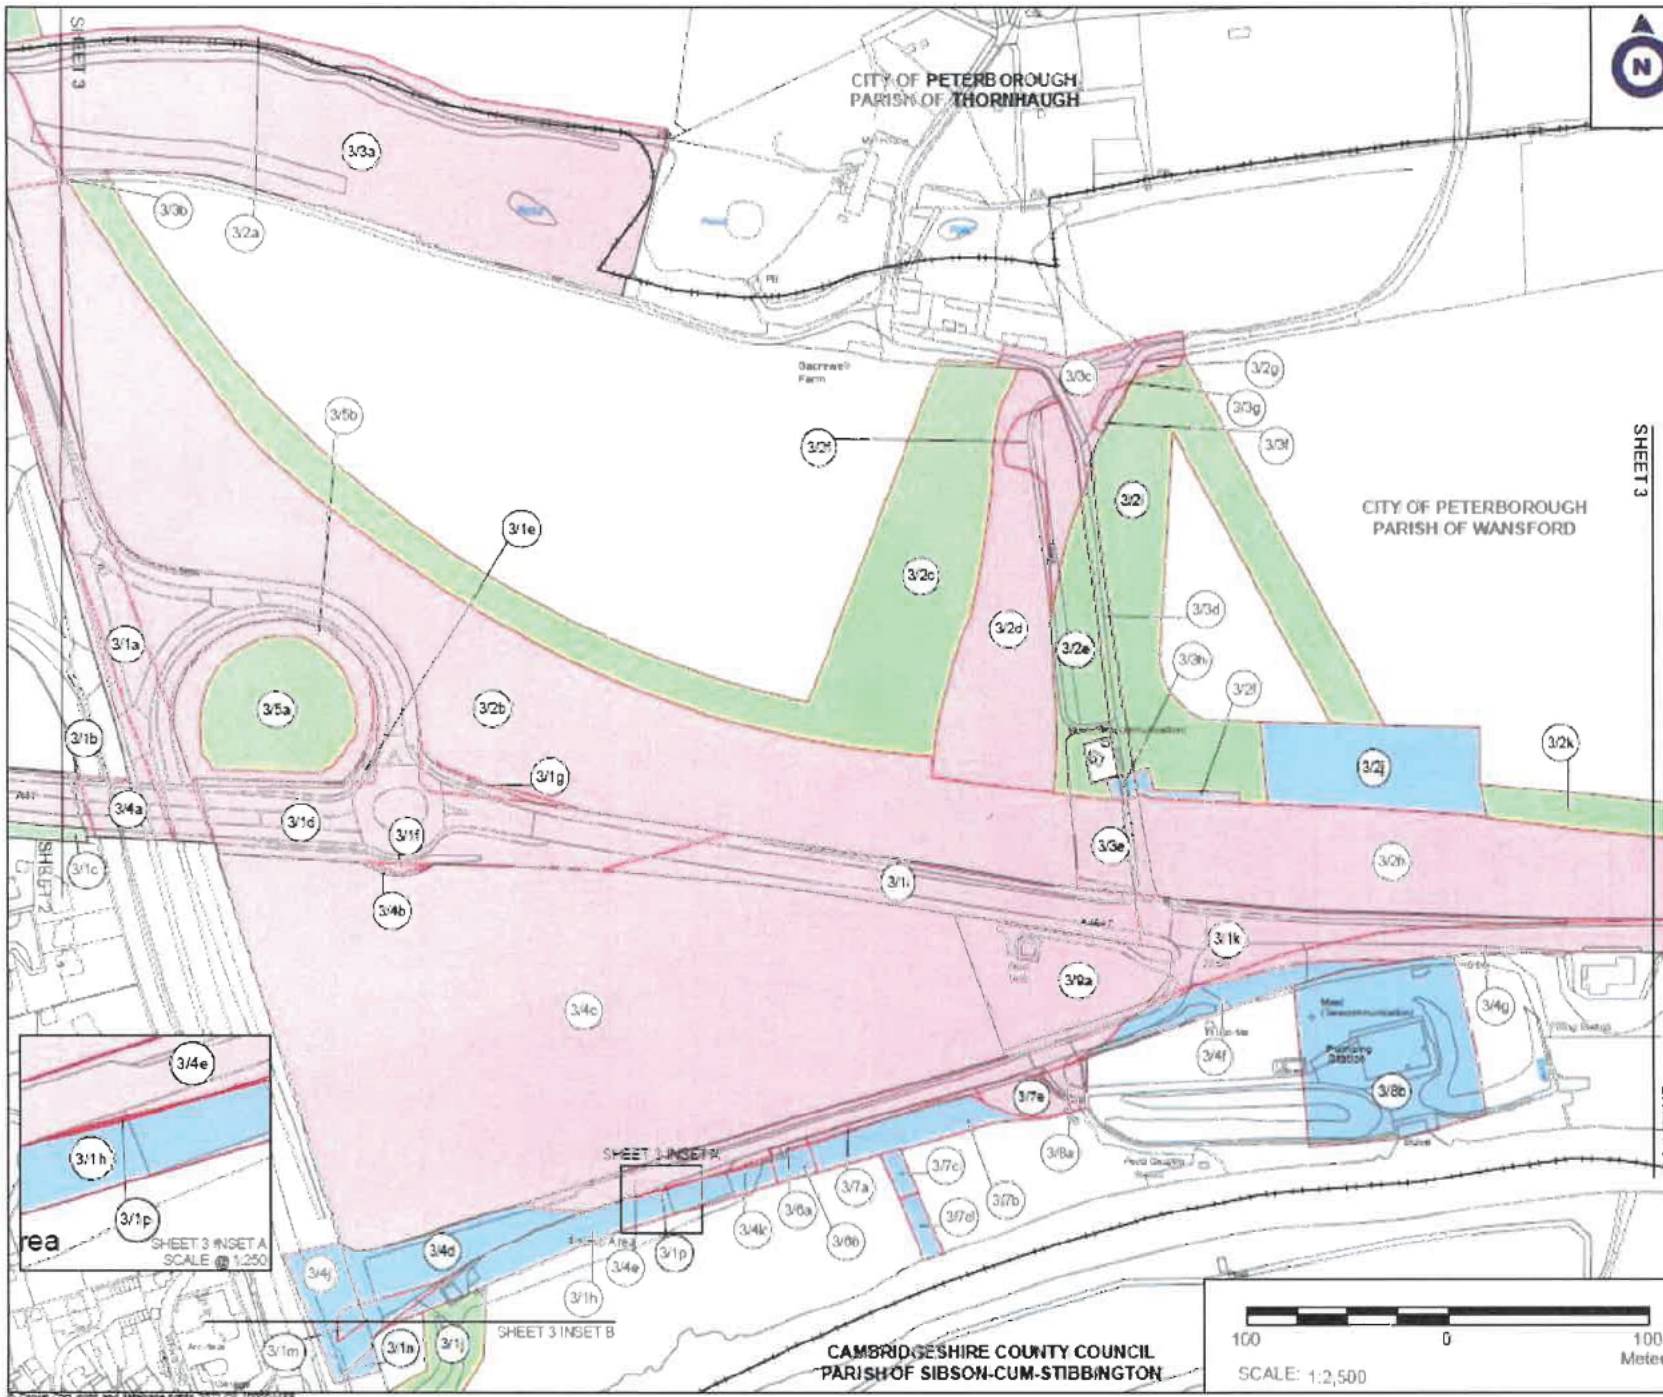 SHEET 3
N
CITY OF PETERBOROUGH
PARISH OF THORNHAUGH
3/3a
3/3b
3/2a
Pond
Sacrewell
Farm
3/3c
3/2g
3/3g
3/3f
3/2f
3/5b
3/1e
3/2i
SHEET 3
CITY OF PETERBOROUGH
PARISH OF WANSFORD
3/2c
3/2d
3/3d
3/2e
3/3h
3/1a
3/5a
3/2b
3/1b
3/1g
3/2j
3/2k
3/4a
3/1d
3/1f
3/3e
3/2h
3/1c
SHEET 2
3/4b
3/1k
3/9a
3/4c
3/4g
Mast
(Telecommunication)
Pumping
Station
3/4f
3/8b
3/7e
3/8a
3/4e
3/1h
3/1p
rea
SHEET 3 INSET A
SCALE @ 1:250
SHEET 3 INSET A
3/7c
3/7a
3/7b
3/7d
3/6a
3/6b
3/4k
3/1p
3/4e
3/1h
3/4d
3/4j
SHEET 3 INSET B
3/1m
3/1n
3/1j
CAMBRIDGESHIRE COUNTY COUNCIL
PARISH OF SIBSON-CUM-STIBBINGTON
100 0 100
Mete
SCALE: 1:2,500